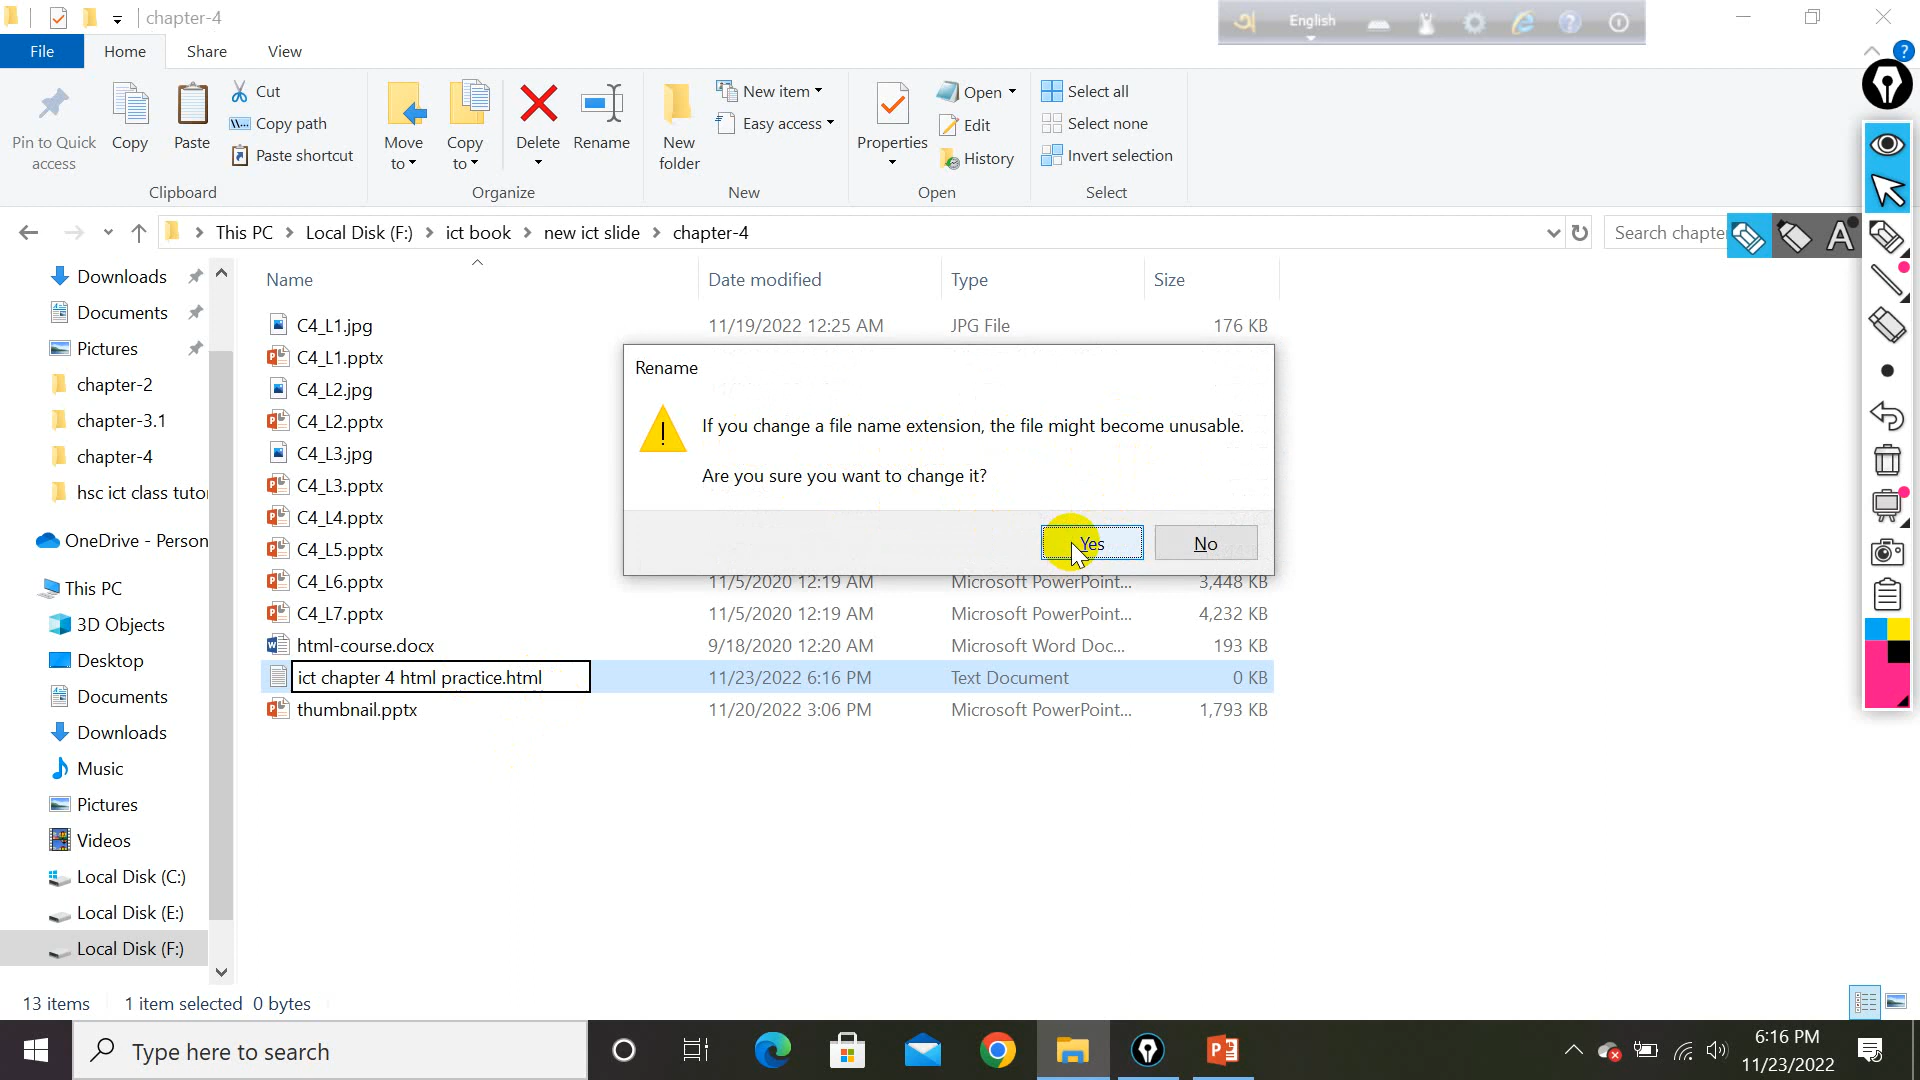 chapter-4
English
File Home Share View
Pin to Quick access
Copy
Paste
Cut
Copy path
Paste shortcut
Clipboard
Move to
Copy to
Delete
Rename
Organize
New folder
New item
Easy access
New
Properties
Open
Edit
History
Open
Select all
Select none
Invert selection
Select
This PC Local Disk (F:) ict book new ict slide chapter-4
Search chapte
A
Downloads
Documents
Pictures
chapter-2
chapter-3.1
chapter-4
hsc ict class tuto
OneDrive - Person
This PC
3D Objects
Desktop
Documents
Downloads
Music
Pictures
Videos
Local Disk (C:)
Local Disk (E:)
Local Disk (F:)
Name Date modified Type Size
C4_L1.jpg 11/19/2022 12:25 AM JPG File 176 KB
C4_L1.pptx
C4_L2.jpg
C4_L2.pptx
C4_L3.jpg
C4_L3.pptx
C4_L4.pptx
C4_L5.pptx
C4_L6.pptx 11/5/2020 12:19 AM Microsoft PowerPoint... 3,448 KB
C4_L7.pptx 11/5/2020 12:19 AM Microsoft PowerPoint... 4,232 KB
html-course.docx 9/18/2020 12:20 AM Microsoft Word Doc... 193 KB
ict chapter 4 html practice.html 11/23/2022 6:16 PM Text Document 0 KB
thumbnail.pptx 11/20/2022 3:06 PM Microsoft PowerPoint... 1,793 KB
Rename
If you change a file name extension, the file might become unusable.
Are you sure you want to change it?
Yes No
13 items 1 item selected 0 bytes
Type here to search
6:16 PM
11/23/2022